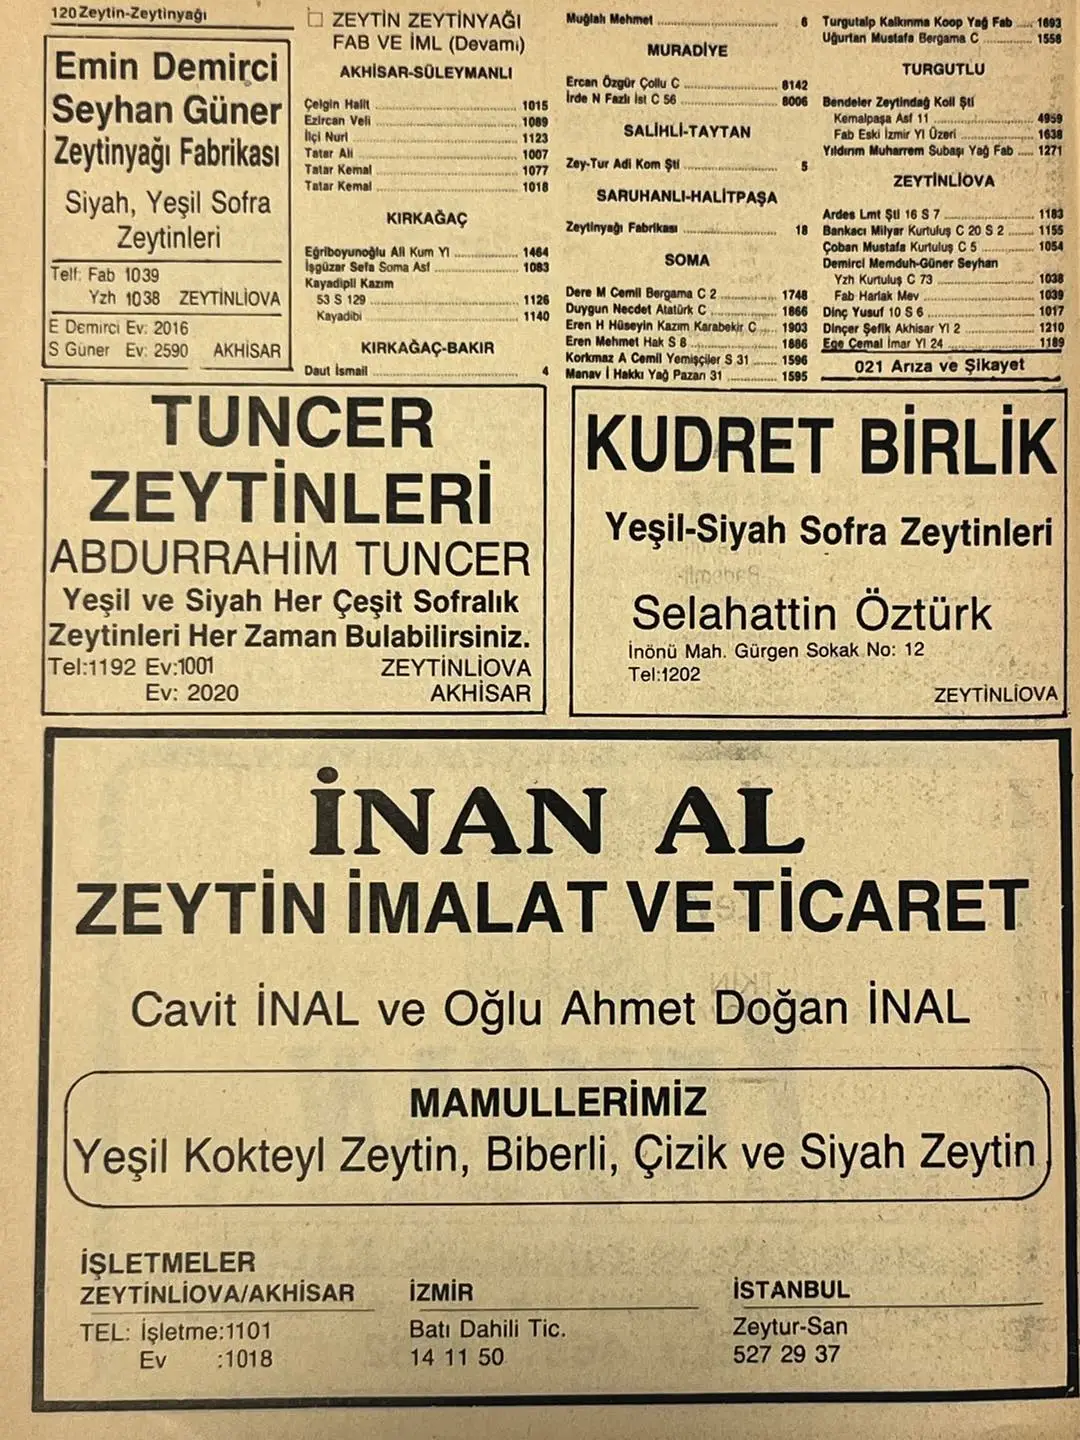 120 Zeytin-Zeytinyağı
Emin Demirci
Seyhan Güner
Zeytinyağı Fabrikası
Siyah, Yeşil Sofra
Zeytinleri
Telf: Fab 1039
Yzh 1038 ZEYTİNLİOVA
E Demirci Ev: 2016
S Güner Ev: 2590 AKHİSAR
□ ZEYTİN ZEYTİNYAĞI
FAB VE İML (Devamı)
AKHİSAR-SÜLEYMANLI
Çelgin Halit 1015
Ezircan Veli 1089
İlçi Nuri 1123
Tatar Ali 1007
Tatar Kemal 1077
Tatar Kemal 1018
KIRKAĞAÇ
Eğriboyunoğlu Ali Kum Yl 1464
İşgüzar Sefa Soma Asf 1083
Kayadipli Kazım
53 S 129 1126
Kayadibi 1140
KIRKAĞAÇ-BAKIR
Daut İsmail 4
Muğlalı Mehmet 6
MURADİYE
Ercan Özgür Çollu C 8142
İrde N Fazlı İst C 56 8006
SALİHLİ-TAYTAN
Zey-Tur Adi Kom Şti 5
SARUHANLI-HALİTPAŞA
Zeytinyağı Fabrikası 18
SOMA
Dere M Cemil Bergama C 2 1748
Duygun Necdet Atatürk C 1866
Eren H Hüseyin Kazım Karabekir C 1903
Eren Mehmet Hak S 8 1886
Korkmaz A Cemil Yemişçiler S 31 1596
Manav İ Hakkı Yağ Pazarı 31 1595
Turgutalp Kalkınma Koop Yağ Fab 1693
Uğurtan Mustafa Bergama C 1558
TURGUTLU
Bendeler Zeytindağ Koll Şti
Kemalpaşa Asf 11 4959
Fab Eski İzmir Yl Üzeri 1638
Yıldırım Muharrem Subaşı Yağ Fab 1271
ZEYTİNLİOVA
Ardes Lmt Şti 16 S 7 1183
Bankacı Milyar Kurtuluş C 20 S 2 1155
Çoban Mustafa Kurtuluş C 5 1054
Demirci Memduh-Güner Seyhan
Yzh Kurtuluş C 73 1038
Fab Harlak Mev 1039
Dinç Yusuf 10 S 6 1017
Dinçer Şefik Akhisar Yl 2 1210
Ege Cemal İmar Yl 24 1189
021 Arıza ve Şikayet
TUNCER
ZEYTİNLERİ
ABDURRAHİM TUNCER
Yeşil ve Siyah Her Çeşit Sofralık
Zeytinleri Her Zaman Bulabilirsiniz.
Tel:1192 Ev:1001 ZEYTİNLİOVA
Ev: 2020 AKHİSAR
KUDRET BİRLİK
Yeşil-Siyah Sofra Zeytinleri
Selahattin Öztürk
İnönü Mah. Gürgen Sokak No: 12
Tel:1202
ZEYTİNLİOVA
İNAN AL
ZEYTİN İMALAT VE TİCARET
Cavit İNAL ve Oğlu Ahmet Doğan İNAL
MAMULLERİMİZ
Yeşil Kokteyl Zeytin, Biberli, Çizik ve Siyah Zeytin
İŞLETMELER
ZEYTİNLİOVA/AKHİSAR
TEL: İşletme:1101
Ev :1018
İZMİR
Batı Dahili Tic.
14 11 50
İSTANBUL
Zeytur-San
527 29 37